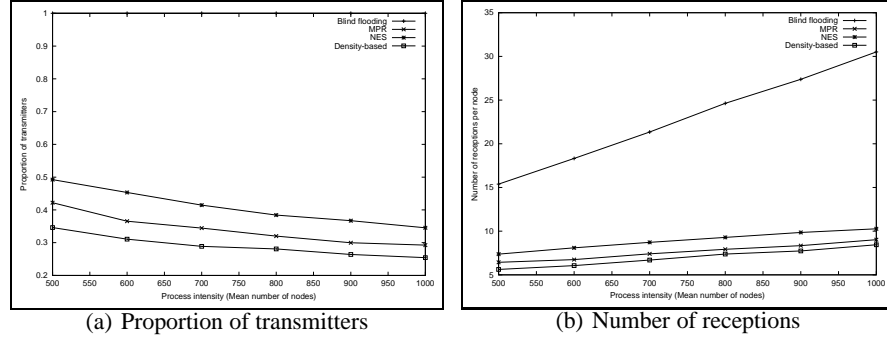 1
0.9
0.8
0.7
0.6
0.5
0.4
0.3
0.2
500 550 600 650 700 750 800 850 900 950 1000
Proportion of transmitters
Process intensity (Mean number of nodes)
Blind flooding
MPR
NES
Density-based
(a) Proportion of transmitters
35
30
25
20
15
10
5
500 550 600 650 700 750 800 850 900 950 1000
Number of receptions per node
Process intensity (Mean number of nodes)
Blind flooding
MPR
NES
Density-based
(b) Number of receptions